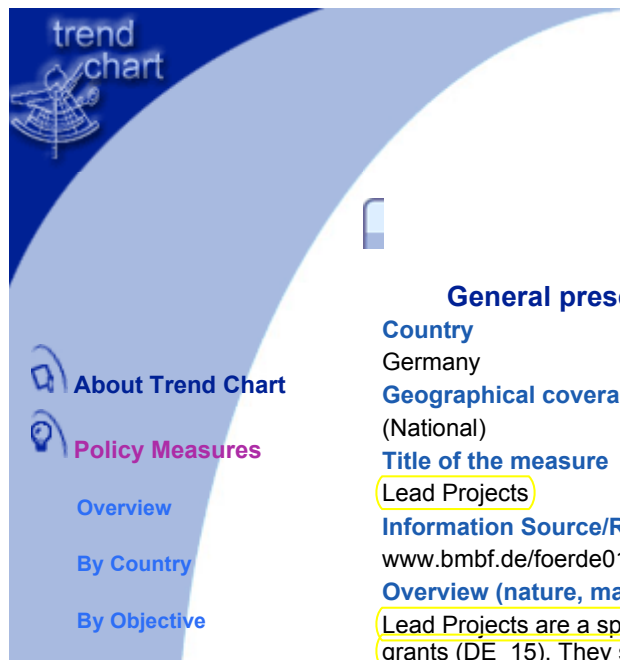 trend
chart
General pres
Country
Germany
About Trend Chart
Geographical covera
(National)
Policy Measures
Title of the measure
Lead Projects
Overview
Information Source/R
www.bmbf.de/foerde01
By Country
Overview (nature, ma
By Objective
Lead Projects are a sp
grants (DE_15). They s